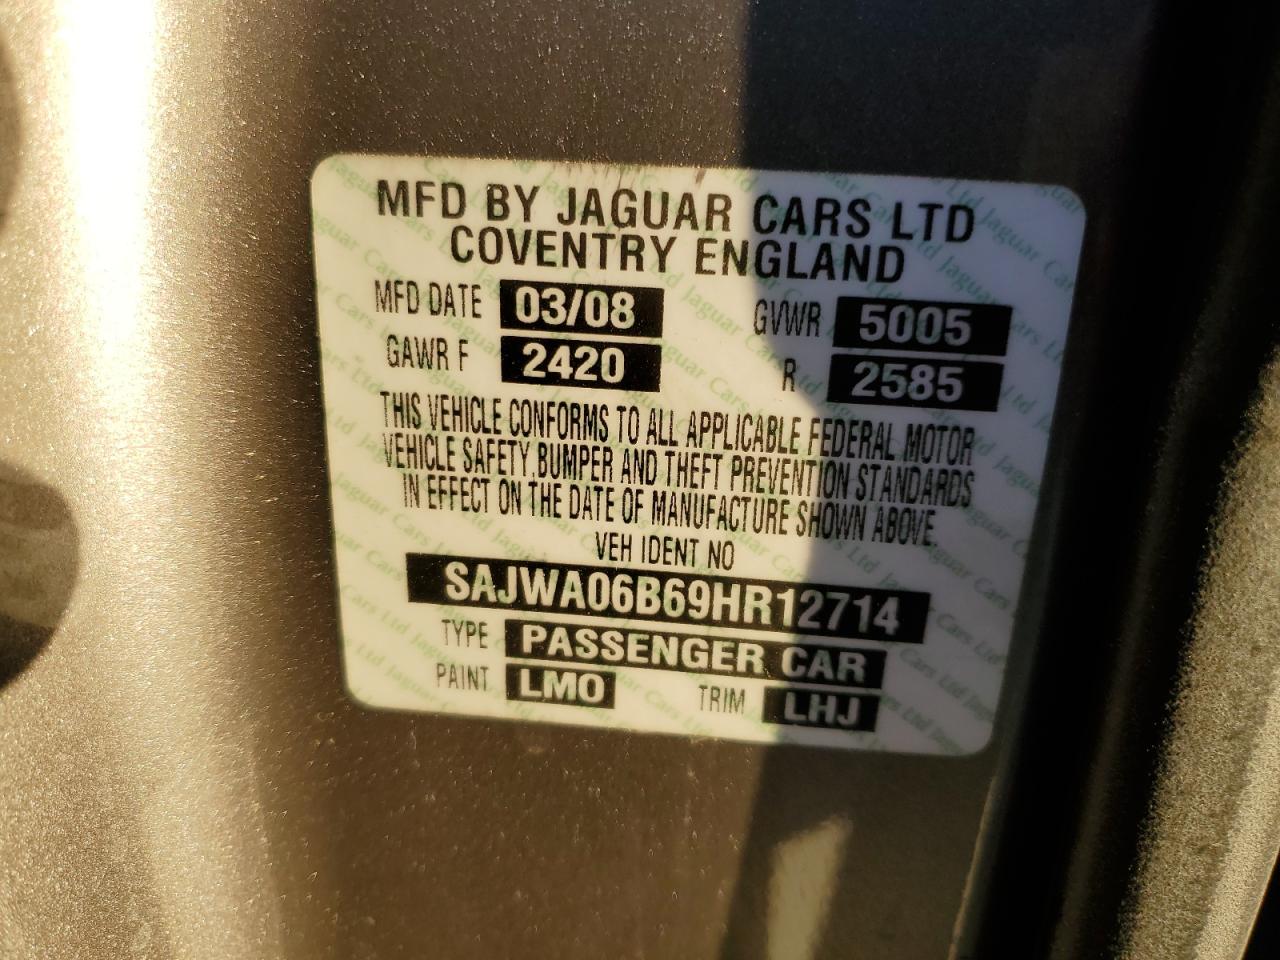 MFD BY JAGUAR CARS LTD
COVENTRY ENGLAND
MFD DATE 03/08 GVWR 5005
GAWR F 2420 R 2585
THIS VEHICLE CONFORMS TO ALL APPLICABLE FEDERAL MOTOR
VEHICLE SAFETY, BUMPER AND THEFT PREVENTION STANDARDS
IN EFFECT ON THE DATE OF MANUFACTURE SHOWN ABOVE.
VEH IDENT NO
SAJWA06B69HR12714
TYPE PASSENGER CAR
PAINT LMO TRIM LHJ